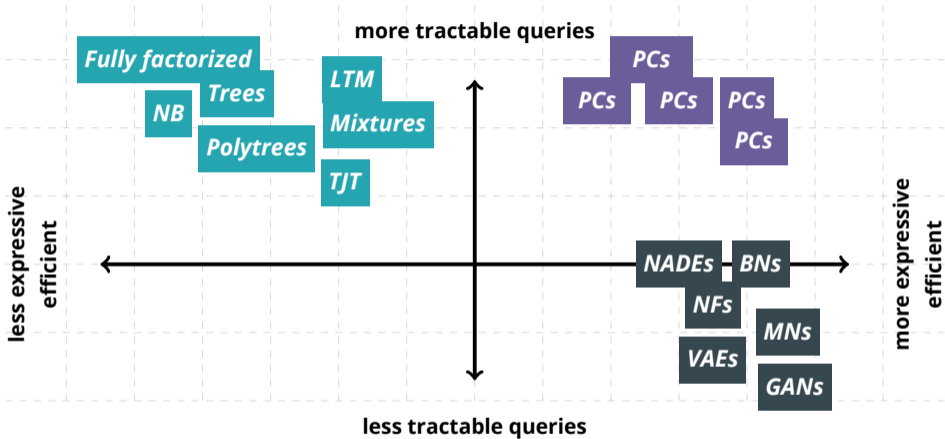 more tractable queries
Fully factorized
LTM
PCs
Trees
NB
Mixtures
PCs
PCs
PCs
Polytrees
PCs
TJT
less expressive
efficient
more expressive
efficient
NADEs
BNs
NFs
MNs
VAEs
GANs
less tractable queries